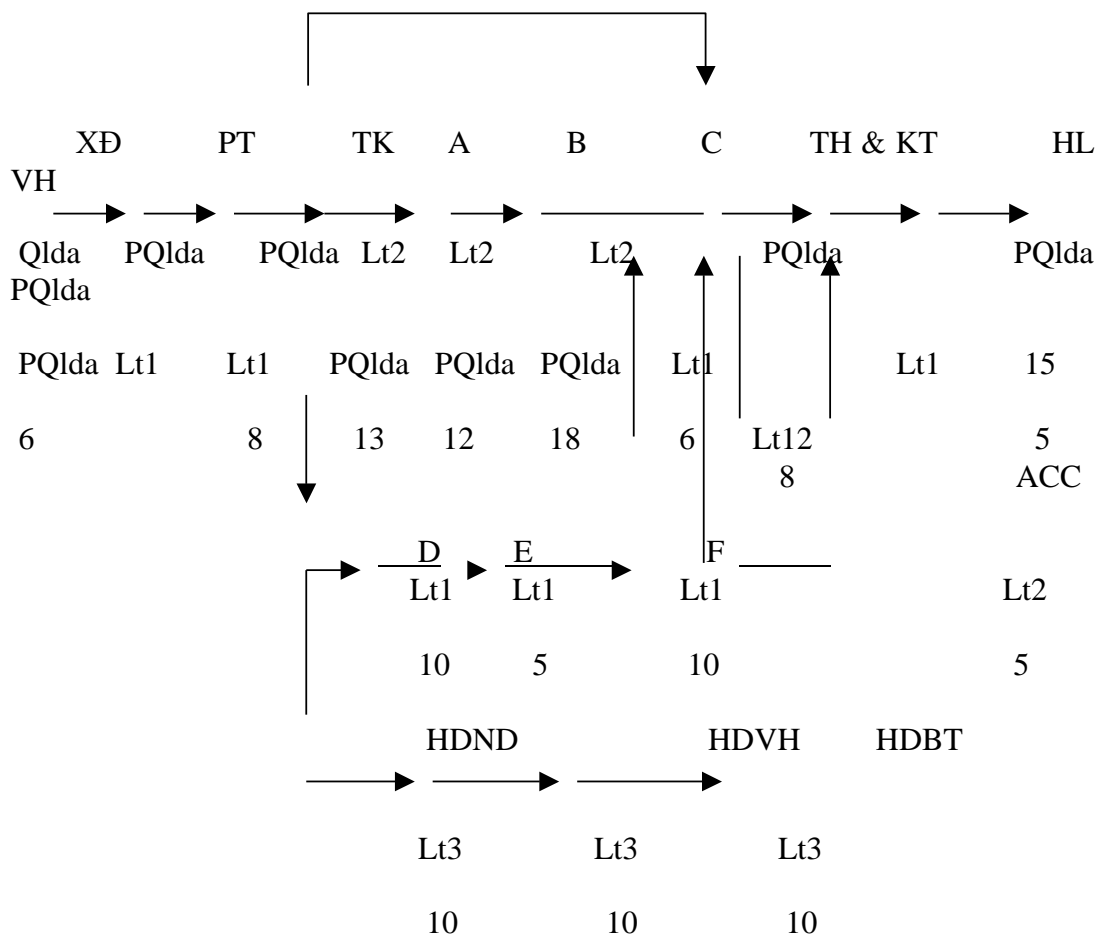 XĐ PT TK A B C TH & KT HL
VH
Qlda PQlda PQlda Lt2 Lt2 Lt2 PQlda PQlda
PQlda
PQlda Lt1 Lt1 PQlda PQlda PQlda Lt1 Lt1 15
6 8 13 12 18 6 Lt12 5
8 ACC
D E F
Lt1 Lt1 Lt1 Lt2
10 5 10 5
HDND HDVH HDBT
Lt3 Lt3 Lt3
10 10 10